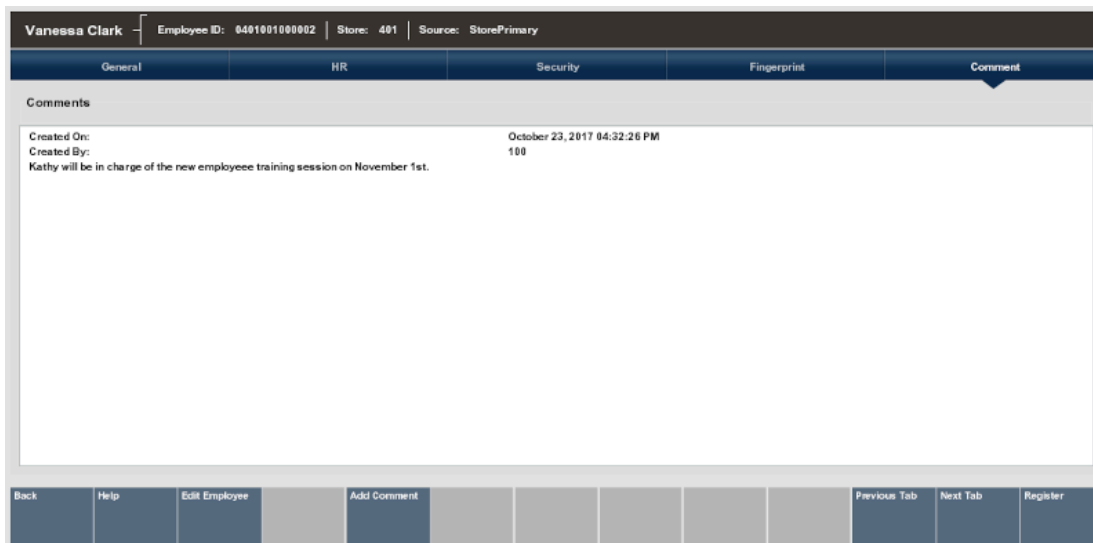 Vanessa Clark Employee ID: 0401001000002 Store: 401 Source: StorePrimary
General HR Security Fingerprint Comment
Comments
Created On: October 23, 2017 04:32:26 PM
Created By: 100
Kathy will be in charge of the new employeee training session on November 1st.
Back Help Edit Employee Add Comment Previous Tab Next Tab Register